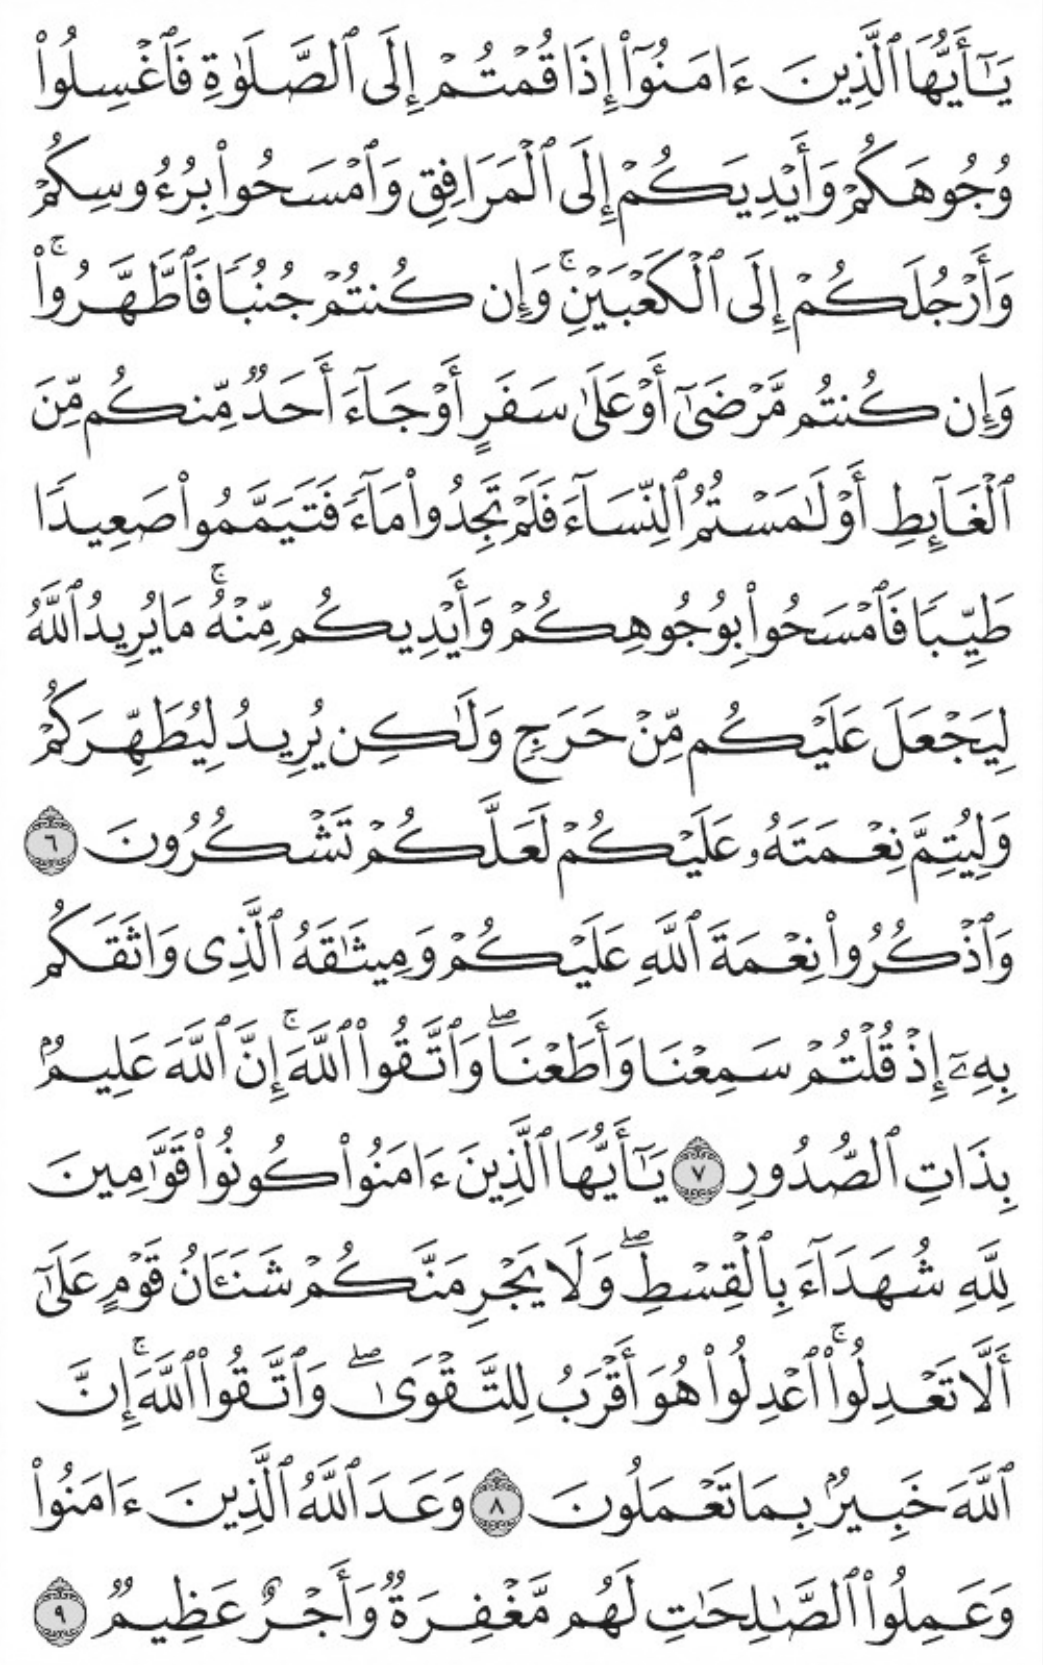 يَـٰٓأَيُّهَا ٱلَّذِينَ ءَامَنُوٓا۟ إِذَا قُمۡتُمۡ إِلَى ٱلصَّلَوٰةِ فَٱغۡسِلُوا۟
وُجُوهَكُمۡ وَأَيۡدِيَكُمۡ إِلَى ٱلۡمَرَافِقِ وَٱمۡسَحُوا۟ بِرُءُوسِكُمۡ
وَأَرۡجُلَكُمۡ إِلَى ٱلۡكَعۡبَيۡنِۚ وَإِن كُنتُمۡ جُنُبٗا فَٱطَّهَّرُوا۟ۚ
وَإِن كُنتُم مَّرۡضَىٰٓ أَوۡ عَلَىٰ سَفَرٍ أَوۡ جَآءَ أَحَدٞ مِّنكُم مِّنَ
ٱلۡغَآئِطِ أَوۡ لَـٰمَسۡتُمُ ٱلنِّسَآءَ فَلَمۡ تَجِدُوا۟ مَآءٗ فَتَيَمَّمُوا۟ صَعِيدٗا
طَيِّبٗا فَٱمۡسَحُوا۟ بِوُجُوهِكُمۡ وَأَيۡدِيكُم مِّنۡهُۚ مَا يُرِيدُ ٱللَّهُ
لِيَجۡعَلَ عَلَيۡكُم مِّنۡ حَرَجٖ وَلَـٰكِن يُرِيدُ لِيُطَهِّرَكُمۡ
وَلِيُتِمَّ نِعۡمَتَهُۥ عَلَيۡكُمۡ لَعَلَّكُمۡ تَشۡكُرُونَ ٦
وَٱذۡكُرُوا۟ نِعۡمَةَ ٱللَّهِ عَلَيۡكُمۡ وَمِيثَـٰقَهُ ٱلَّذِى وَاثَقَكُم
بِهِۦٓ إِذۡ قُلۡتُمۡ سَمِعۡنَا وَأَطَعۡنَاۖ وَٱتَّقُوا۟ ٱللَّهَۚ إِنَّ ٱللَّهَ عَلِيمُۢ
بِذَاتِ ٱلصُّدُورِ ٧ يَـٰٓأَيُّهَا ٱلَّذِينَ ءَامَنُوا۟ كُونُوا۟ قَوَّٰمِينَ
لِلَّهِ شُهَدَآءَ بِٱلۡقِسۡطِۖ وَلَا يَجۡرِمَنَّكُمۡ شَنَـَٔانُ قَوۡمٍ عَلَىٰٓ
أَلَّا تَعۡدِلُوا۟ۚ ٱعۡدِلُوا۟ هُوَ أَقۡرَبُ لِلتَّقۡوَىٰۖ وَٱتَّقُوا۟ ٱللَّهَۚ إِنَّ
ٱللَّهَ خَبِيرُۢ بِمَا تَعۡمَلُونَ ٨ وَعَدَ ٱللَّهُ ٱلَّذِينَ ءَامَنُوا۟
وَعَمِلُوا۟ ٱلصَّـٰلِحَـٰتِ لَهُم مَّغۡفِرَةٞ وَأَجۡرٌ عَظِيمٞ ٩